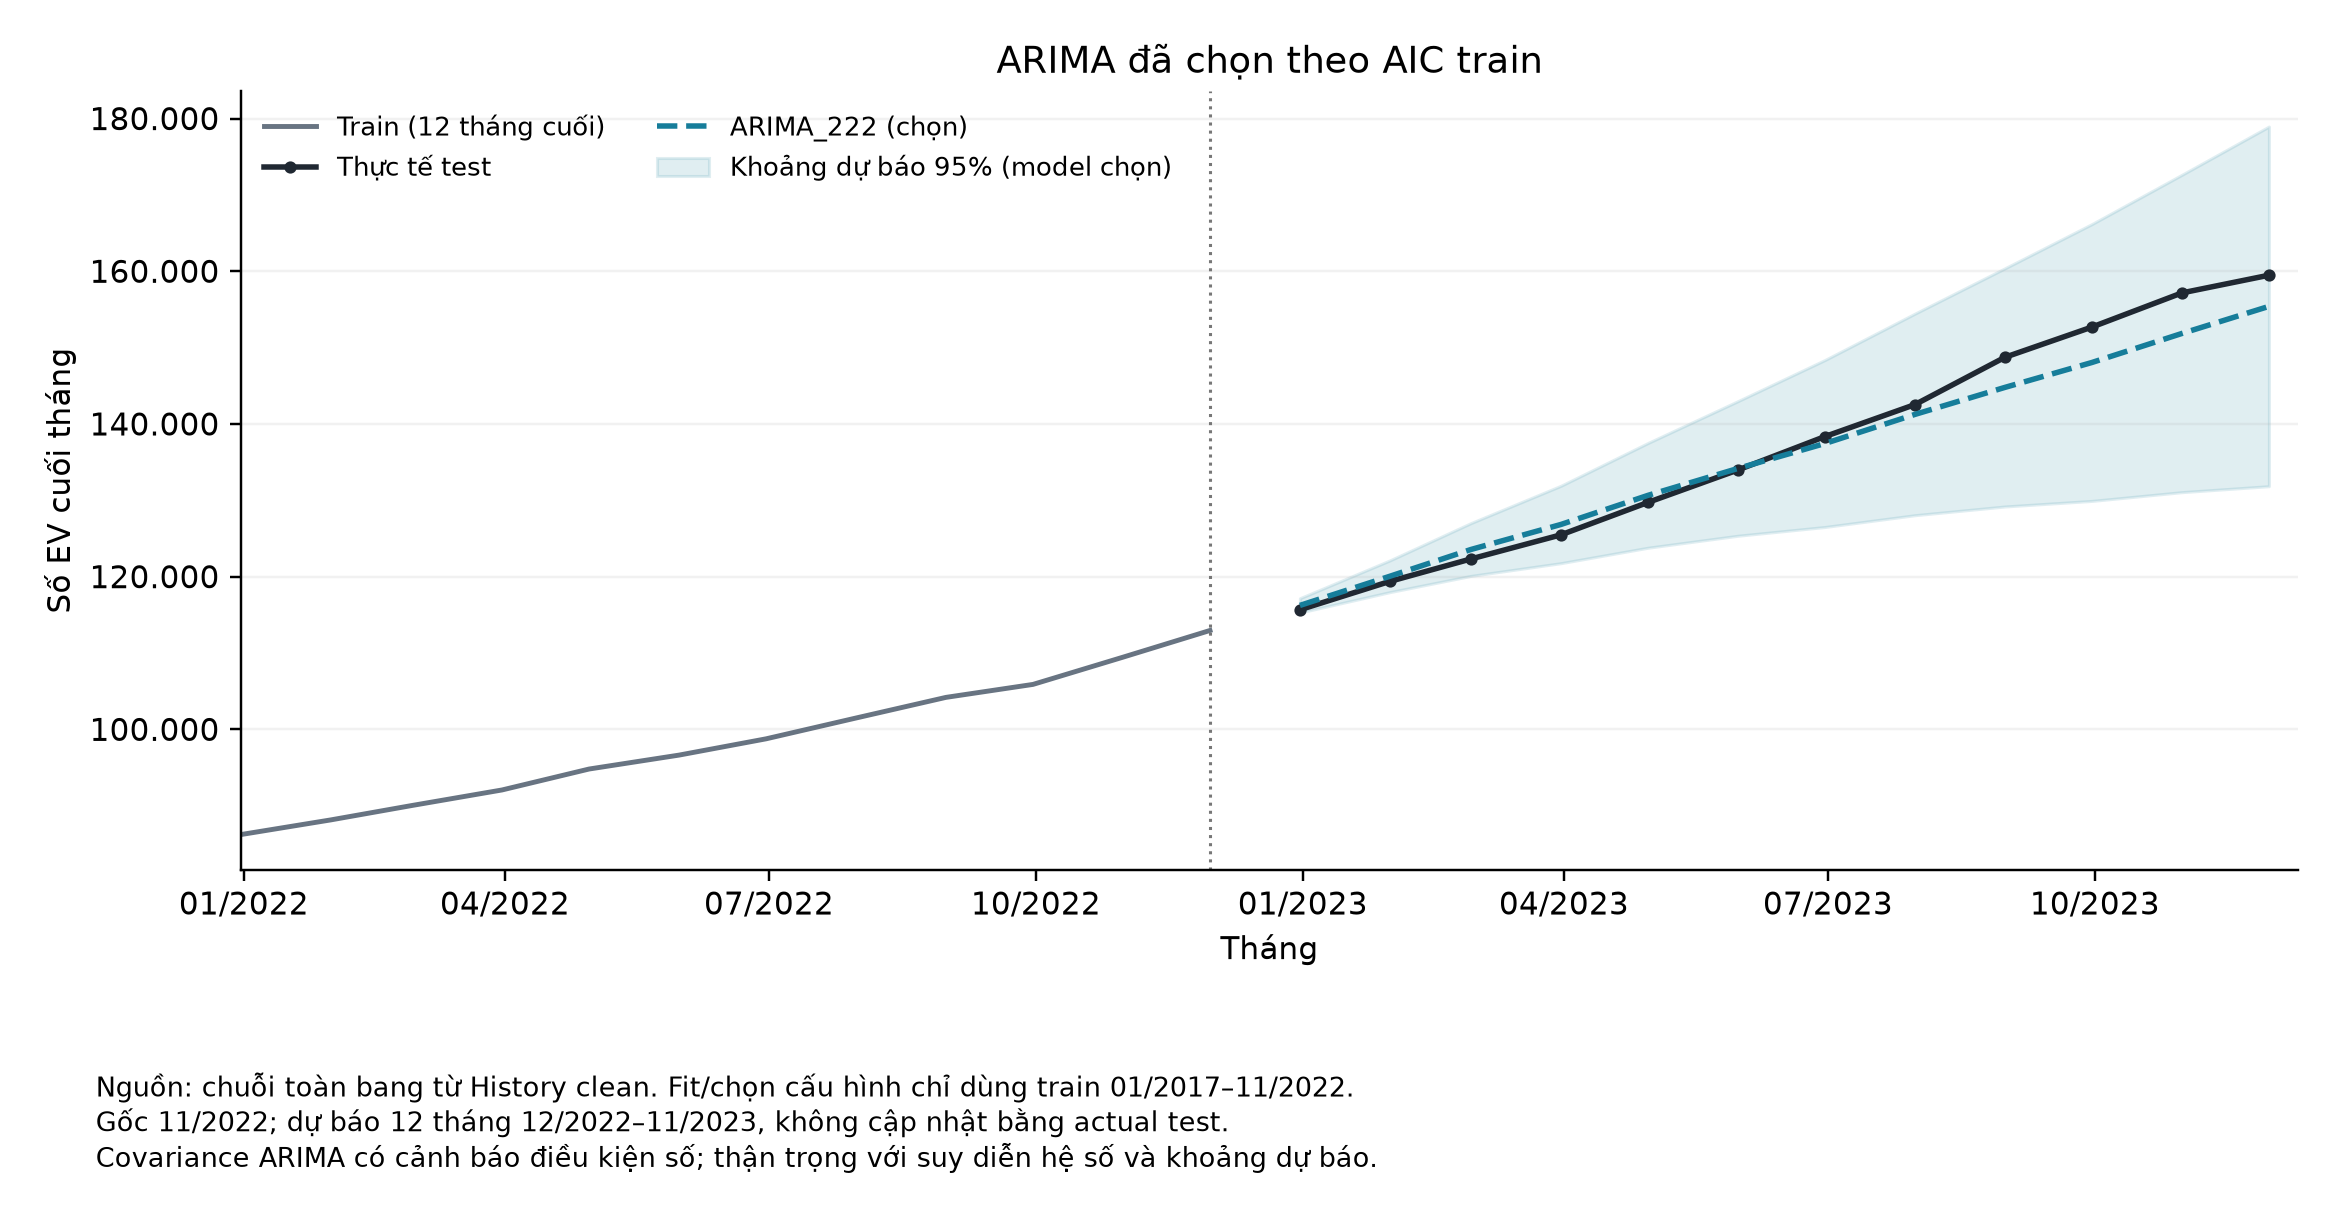 ARIMA đã chọn theo AIC train
Train (12 tháng cuối)
Thực tế test
ARIMA_222 (chọn)
Khoảng dự báo 95% (model chọn)
Số EV cuối tháng
180.000
160.000
140.000
120.000
100.000
01/2022
04/2022
07/2022
10/2022
01/2023
04/2023
07/2023
10/2023
Tháng
Nguồn: chuỗi toàn bang từ History clean. Fit/chọn cấu hình chỉ dùng train 01/2017–11/2022.
Gốc 11/2022; dự báo 12 tháng 12/2022–11/2023, không cập nhật bằng actual test.
Covariance ARIMA có cảnh báo điều kiện số; thận trọng với suy diễn hệ số và khoảng dự báo.